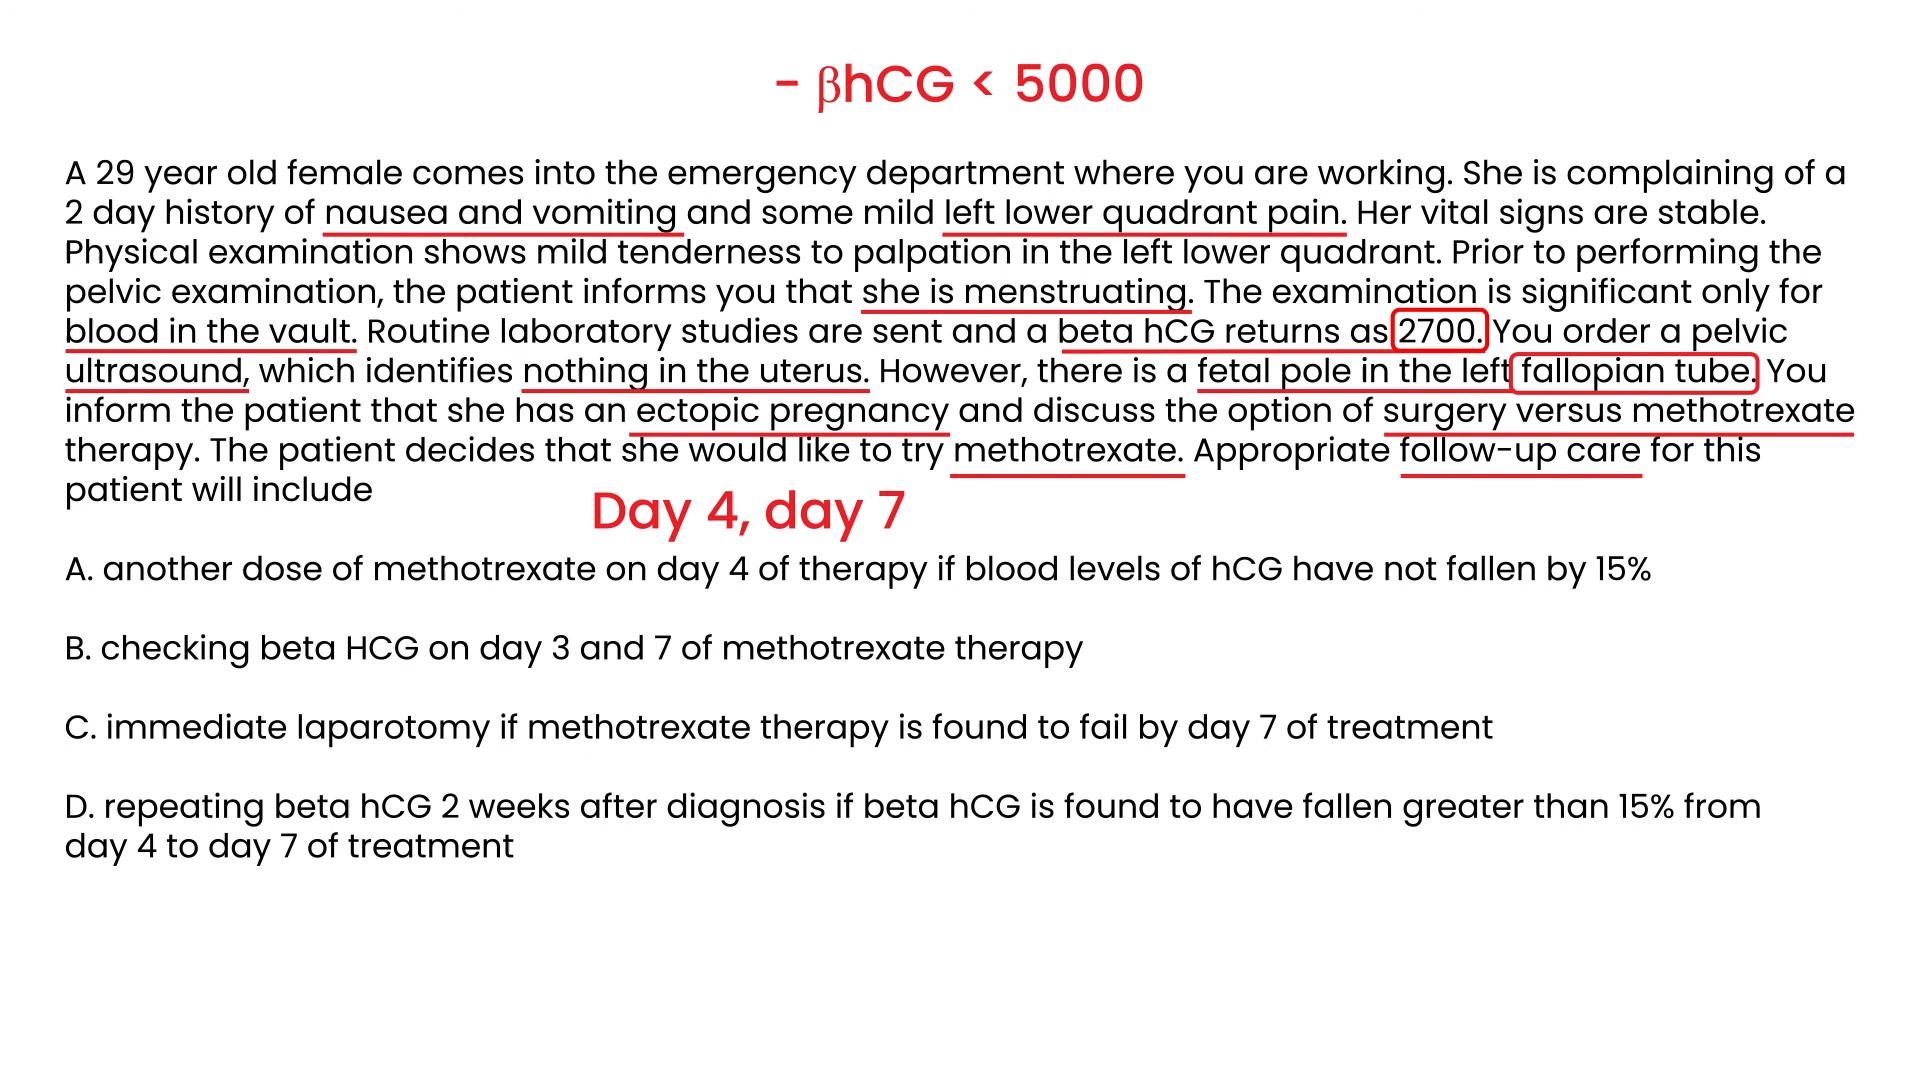 - βhCG < 5000
A 29 year old female comes into the emergency department where you are working. She is complaining of a
2 day history of nausea and vomiting and some mild left lower quadrant pain. Her vital signs are stable.
Physical examination shows mild tenderness to palpation in the left lower quadrant. Prior to performing the
pelvic examination, the patient informs you that she is menstruating. The examination is significant only for
blood in the vault. Routine laboratory studies are sent and a beta hCG returns as 2700. You order a pelvic
ultrasound, which identifies nothing in the uterus. However, there is a fetal pole in the left fallopian tube. You
inform the patient that she has an ectopic pregnancy and discuss the option of surgery versus methotrexate
therapy. The patient decides that she would like to try methotrexate. Appropriate follow-up care for this
patient will include
Day 4, day 7
A. another dose of methotrexate on day 4 of therapy if blood levels of hCG have not fallen by 15%
B. checking beta HCG on day 3 and 7 of methotrexate therapy
C. immediate laparotomy if methotrexate therapy is found to fail by day 7 of treatment
D. repeating beta hCG 2 weeks after diagnosis if beta hCG is found to have fallen greater than 15% from
day 4 to day 7 of treatment